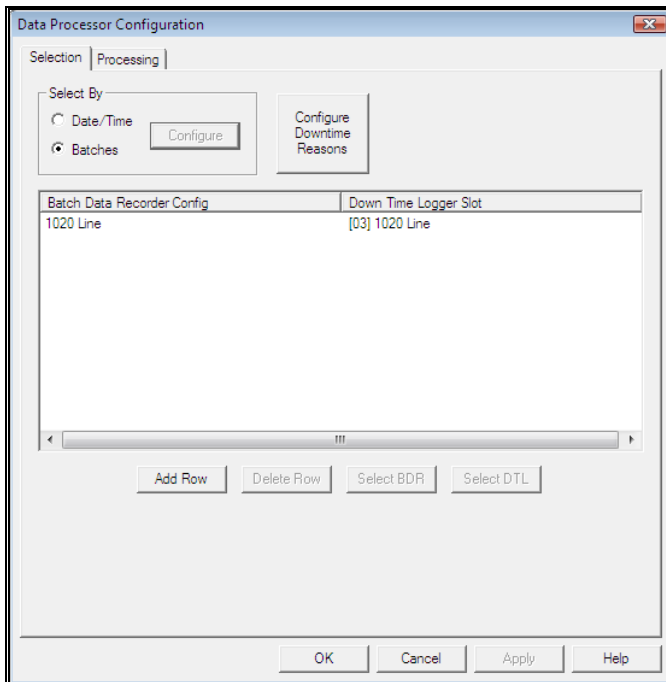 Data Processor Configuration
Selection Processing
Select By
Date/Time
Configure
Batches
Configure
Downtime
Reasons
Batch Data Recorder Config Down Time Logger Slot
1020 Line [03] 1020 Line
Add Row Delete Row Select BDR Select DTL
OK Cancel Apply Help